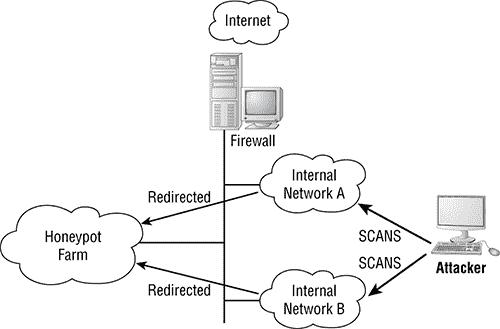 Internet
Firewall
Internal
Network A
Redirected
Honeypot
Farm
SCANS
SCANS
Attacker
Redirected
Internal
Network B